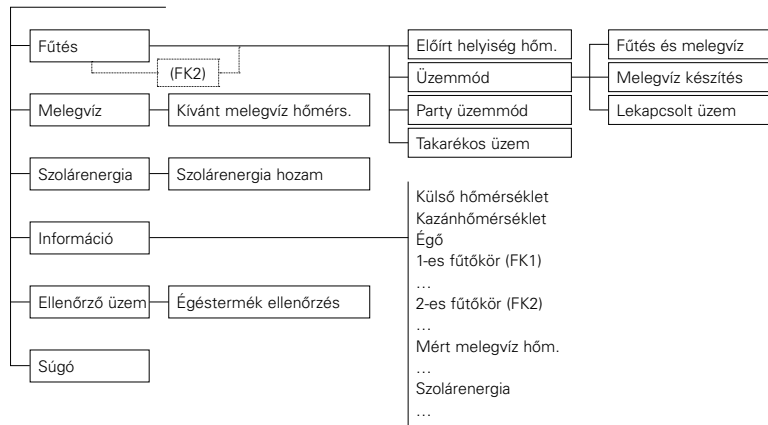 Fűtés
(FK2)
Előírt helyiség hőm.
Üzemmód
Party üzemmód
Takarékos üzem
Fűtés és melegvíz
Melegvíz készítés
Lekapcsolt üzem
Melegvíz
Kívánt melegvíz hőmérs.
Szolárenergia
Szolárenergia hozam
Információ
Külső hőmérséklet
Kazánhőmérséklet
Égő
1-es fűtőkör (FK1)
...
2-es fűtőkör (FK2)
...
Mért melegvíz hőm.
...
Szolárenergia
...
Ellenőrző üzem
Égéstermék ellenőrzés
Súgó